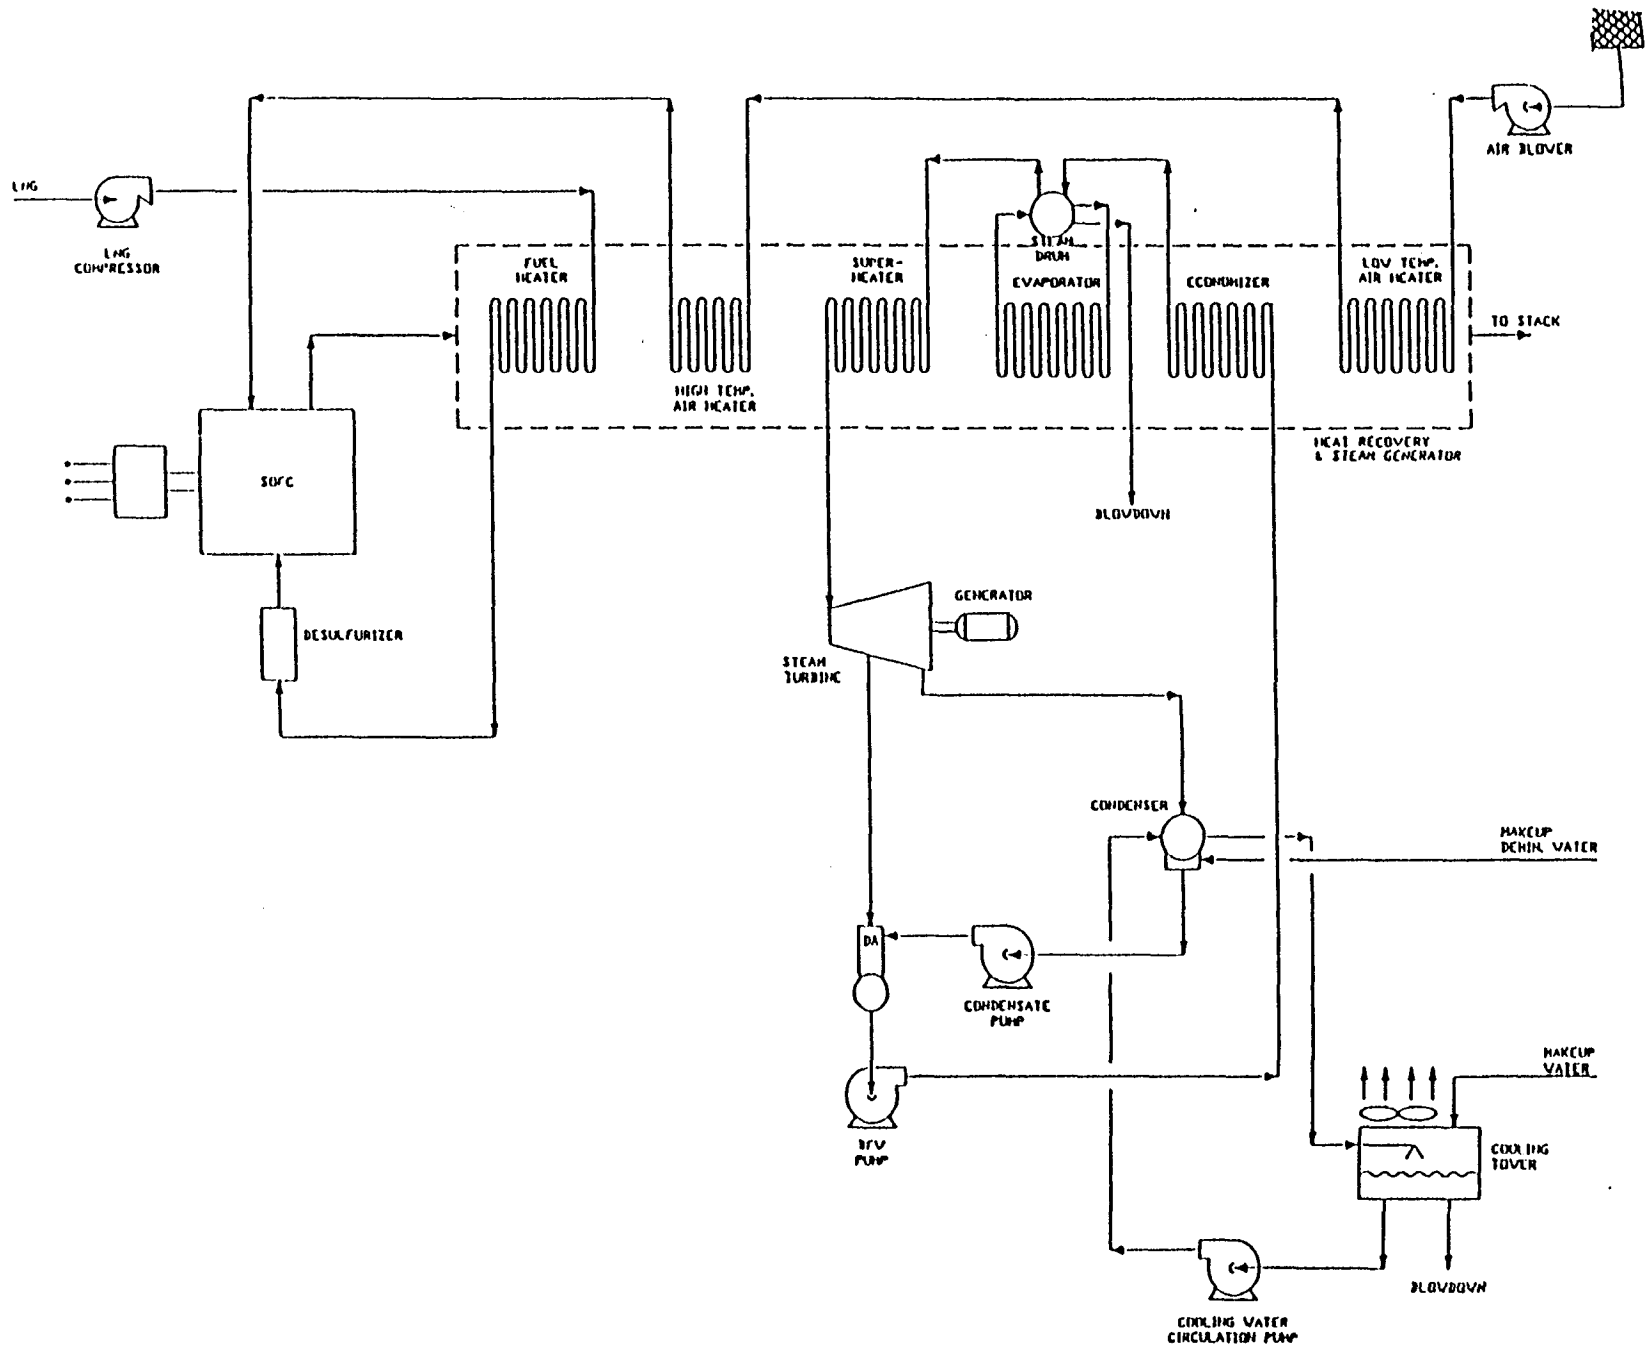 AIR BLOWER
LNG
LNG
COMPRESSOR
FUEL
HEATER
SUPER-
HEATER
STEAM
DRUM
EVAPORATOR
ECONOMIZER
LOW TEMP.
AIR HEATER
TO STACK
HIGH TEMP.
AIR HEATER
HEAT RECOVERY
& STEAM GENERATOR
SOFC
BLOWDOWN
GENERATOR
DESULFURIZER
STEAM
TURBINE
CONDENSER
MAKEUP
DEMIN. WATER
DA
CONDENSATE
PUMP
MAKEUP
WATER
BFW
PUMP
COOLING
TOWER
BLOWDOWN
COOLING WATER
CIRCULATION PUMP